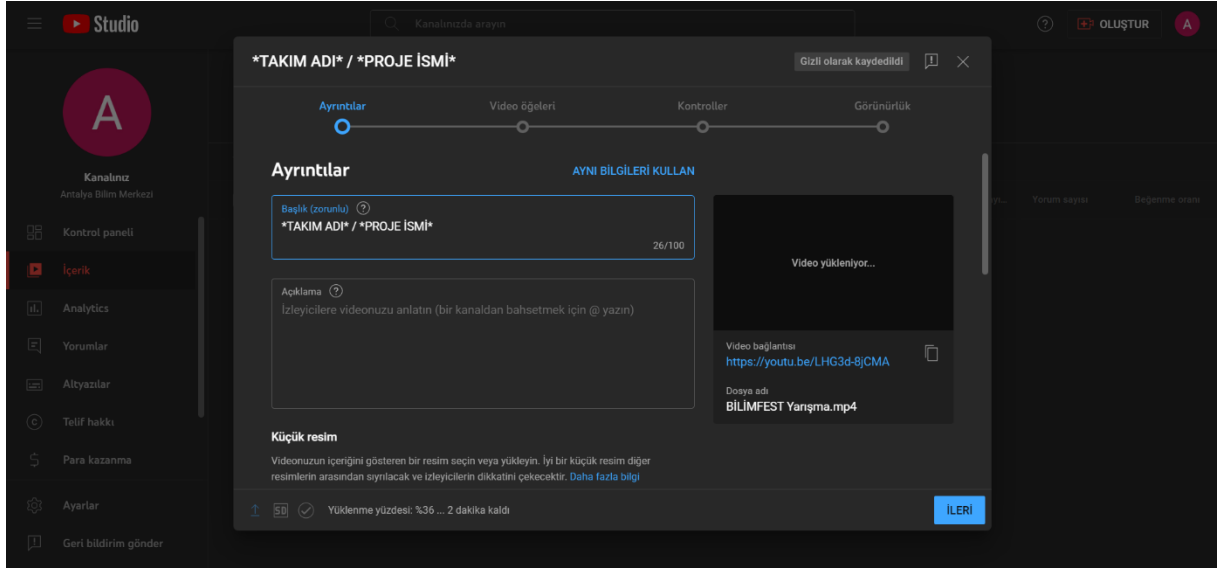 Studio
Kanalınızda arayın
OLUŞTUR
A
A
Kanalınız
Antalya Bilim Merkezi
Kontrol paneli
İçerik
Analytics
Yorumlar
Altyazılar
Telif hakkı
Para kazanma
Ayarlar
Geri bildirim gönder
*TAKIM ADI* / *PROJE İSMİ*
Gizli olarak kaydedildi
Ayrıntılar
Video öğeleri
Kontroller
Görünürlük
Ayrıntılar
AYNI BİLGİLERİ KULLAN
Başlık (zorunlu)
*TAKIM ADI* / *PROJE İSMİ*
26/100
Açıklama
İzleyicilere videonuzu anlatın (bir kanaldan bahsetmek için @ yazın)
Video yükleniyor...
Video bağlantısı
https://youtu.be/LHG3d-8jCMA
Dosya adı
BİLİMFEST Yarışma.mp4
Küçük resim
Videonuzun içeriğini gösteren bir resim seçin veya yükleyin. İyi bir küçük resim diğer
resimlerin arasından sıyrılacak ve izleyicilerin dikkatini çekecektir. Daha fazla bilgi
SD
Yüklenme yüzdesi: %36 ... 2 dakika kaldı
İLERİ
Yorum sayısı
Beğenme oranı